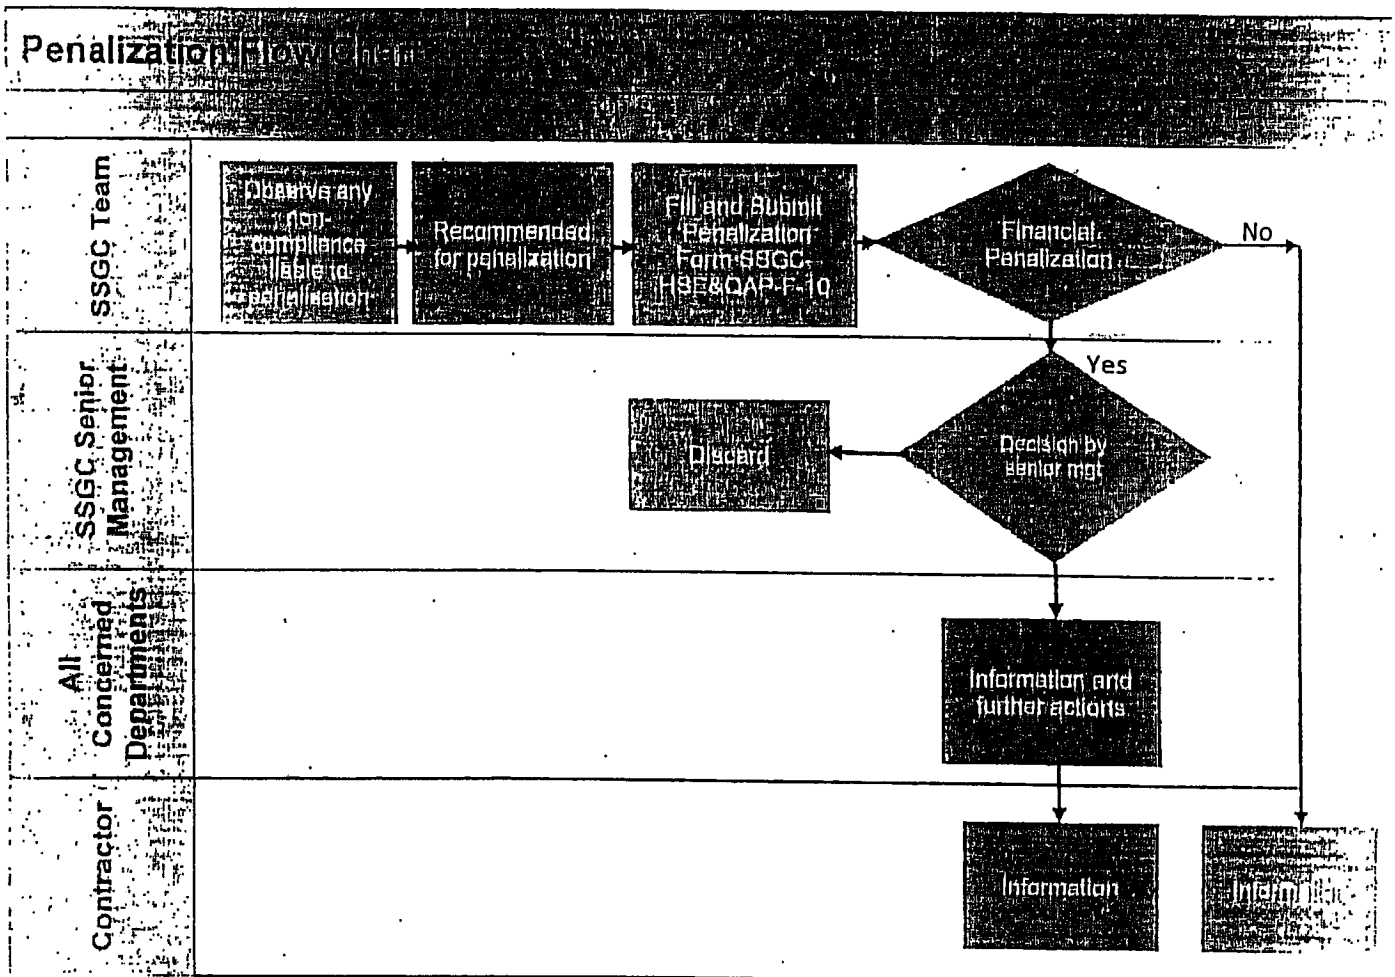 Penalization Flow Chart
SSGC Team
Observe any
non-
compliance
liable to
penalization
Recommended
for penalization
Fill and Submit
Penalization
Form-SSGC-
HSE&QAP-F-10
Financial
Penalization
No
Yes
SSGC Senior
Management
Discard
Decision by
senior mgt
All
Concerned
Departments
Information and
further actions
Contractor
Information
Information